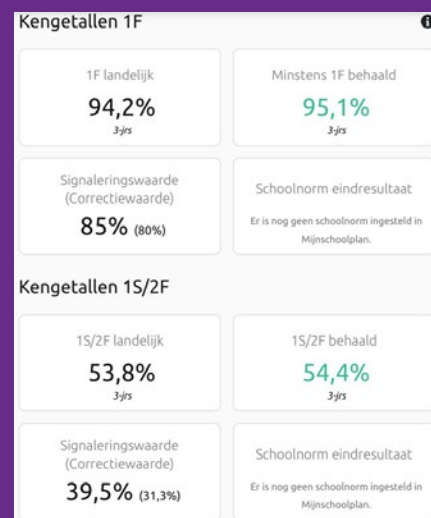 Kengetallen 1F
1F landelijk
94,2%
3-jrs
Minstens 1F behaald
95,1%
3-jrs
Signaleringswaarde
(Correctiewaarde)
85% (80%)
Schoolnorm eindresultaat
Er is nog geen schoolnorm ingesteld in
Mijnschoolplan.
Kengetallen 1S/2F
1S/2F landelijk
53,8%
3-jrs
1S/2F behaald
54,4%
3-jrs
Signaleringswaarde
(Correctiewaarde)
39,5% (31,3%)
Schoolnorm eindresultaat
Er is nog geen schoolnorm ingesteld in
Mijnschoolplan.